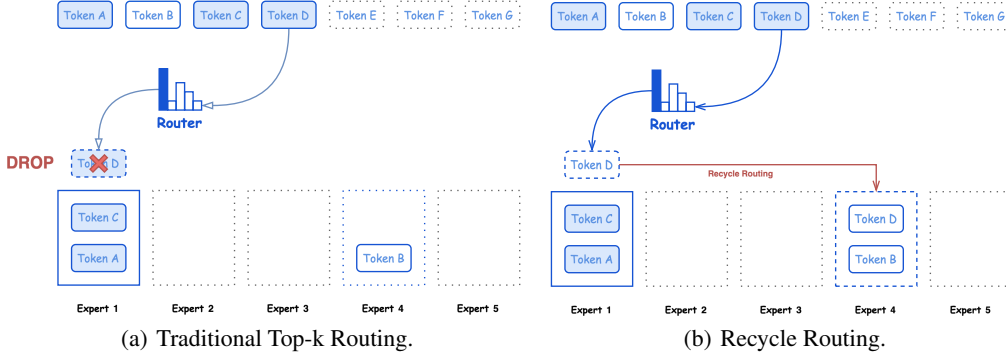 Token A Token B Token C Token D Token E Token F Token G
Router
DROP
Token D
Token C
Token A
Token B
Expert 1 Expert 2 Expert 3 Expert 4 Expert 5
(a) Traditional Top-k Routing.
Token A Token B Token C Token D Token E Token F Token G
Router
Token D
Recycle Routing
Token C Token D
Token A Token B
Expert 1 Expert 2 Expert 3 Expert 4 Expert 5
(b) Recycle Routing.